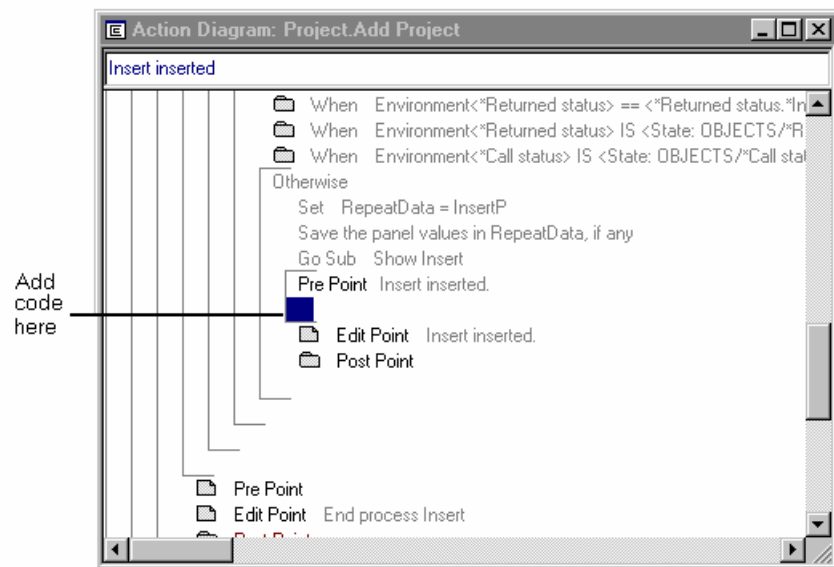 Action Diagram: Project.Add Project
Insert inserted
When Environment<*Returned status> == <*Returned status.*In
When Environment<*Returned status> IS <State: OBJECTS/*R
When Environment<*Call status> IS <State: OBJECTS/*Call stat
Otherwise
Set RepeatData = InsertP
Save the panel values in RepeatData, if any
Go Sub Show Insert
Pre Point Insert inserted.
Add
code
here
Edit Point Insert inserted.
Post Point
Pre Point
Edit Point End process Insert
Post Point